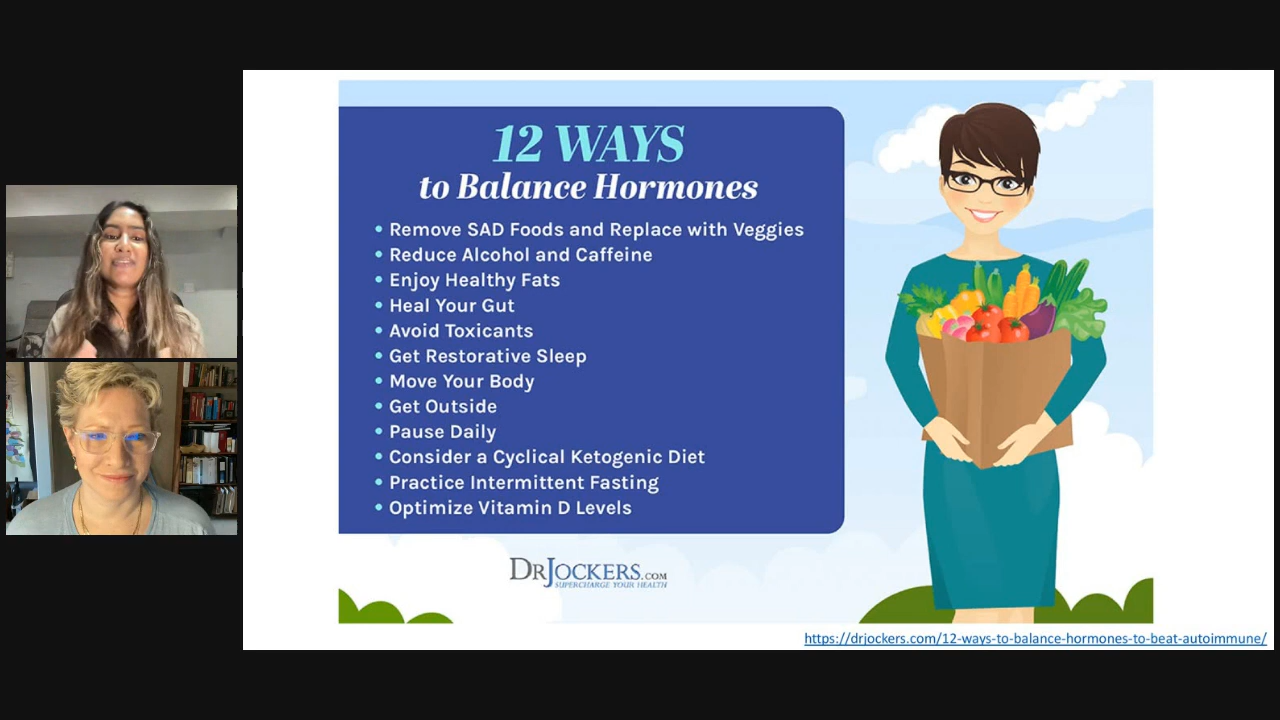 12 WAYS
to Balance Hormones
• Remove SAD Foods and Replace with Veggies
• Reduce Alcohol and Caffeine
• Enjoy Healthy Fats
• Heal Your Gut
• Avoid Toxicants
• Get Restorative Sleep
• Move Your Body
• Get Outside
• Pause Daily
• Consider a Cyclical Ketogenic Diet
• Practice Intermittent Fasting
• Optimize Vitamin D Levels
DRJOCKERS.COM
SUPERCHARGE YOUR HEALTH
https://drjockers.com/12-ways-to-balance-hormones-to-beat-autoimmune/